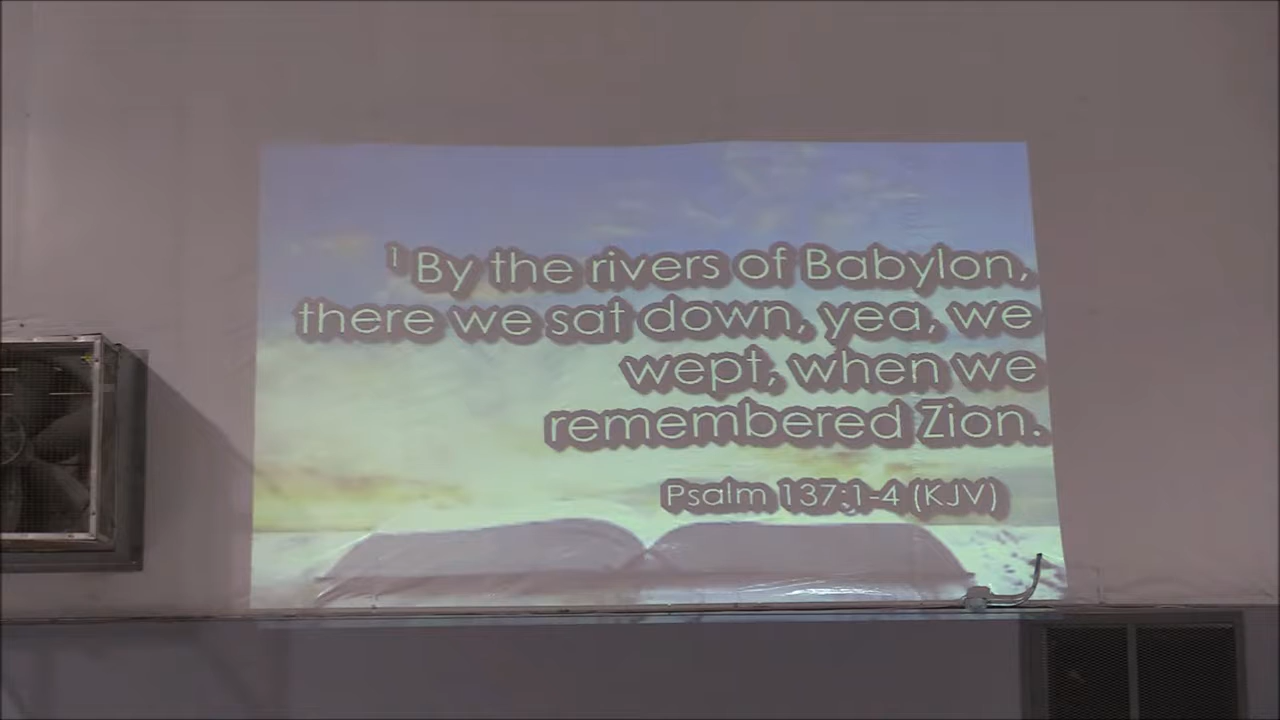 1 By the rivers of Babylon,
there we sat down, yea, we
wept, when we
remembered Zion.
Psalm 137:1-4 (KJV)